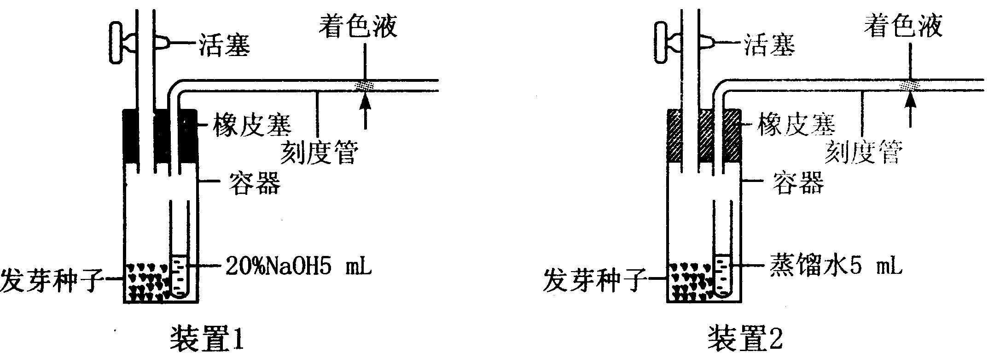 着色液
活塞
橡皮塞
刻度管
容器
20%NaOH5 mL
发芽种子
装置1
着色液
活塞
橡皮塞
刻度管
容器
蒸馏水5 mL
发芽种子
装置2